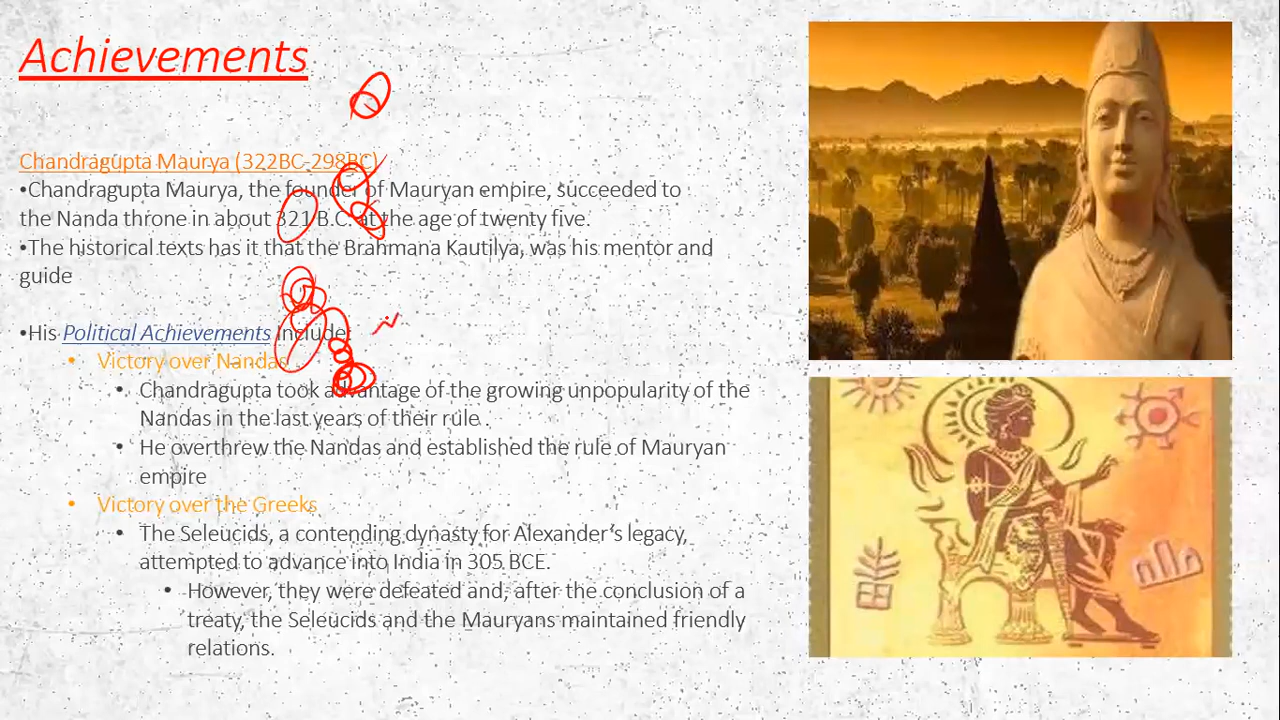 Achievements
Chandragupta Maurya (322BC-298BC)
•Chandragupta Maurya, the founder of Mauryan empire, succeeded to
the Nanda throne in about 321 B.C. at the age of twenty five.
•The historical texts has it that the Brahmana Kautilya, was his mentor and
guide
•His Political Achievements include:
• Victory over Nandas
• Chandragupta took advantage of the growing unpopularity of the
Nandas in the last years of their rule .
• He overthrew the Nandas and established the rule of Mauryan
empire
• Victory over the Greeks
• The Seleucids, a contending dynasty for Alexander's legacy,
attempted to advance into India in 305 BCE.
• However, they were defeated and, after the conclusion of a
treaty, the Seleucids and the Mauryans maintained friendly
relations.